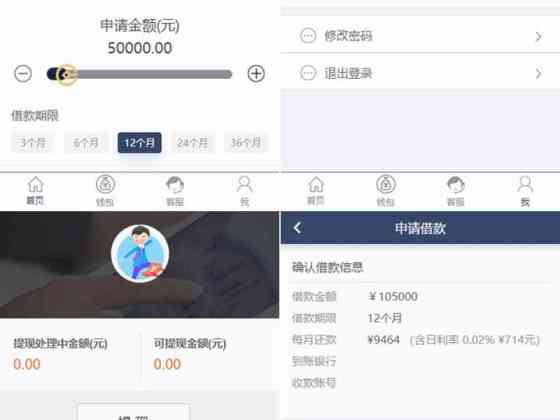 申请金额(元)
50000.00
借款期限
3个月 6个月 12个月 24个月 36个月
首页 钱包 客服 我
修改密码
退出登录
首页 钱包 客服 我
提现处理中金额(元) 可提现金额(元)
0.00 0.00
提现
申请借款
确认借款信息
借款金额 ￥105000
借款期限 12个月
每月还款 ¥9464 (含日利率 0.02% ¥714元)
到账银行
收款账号